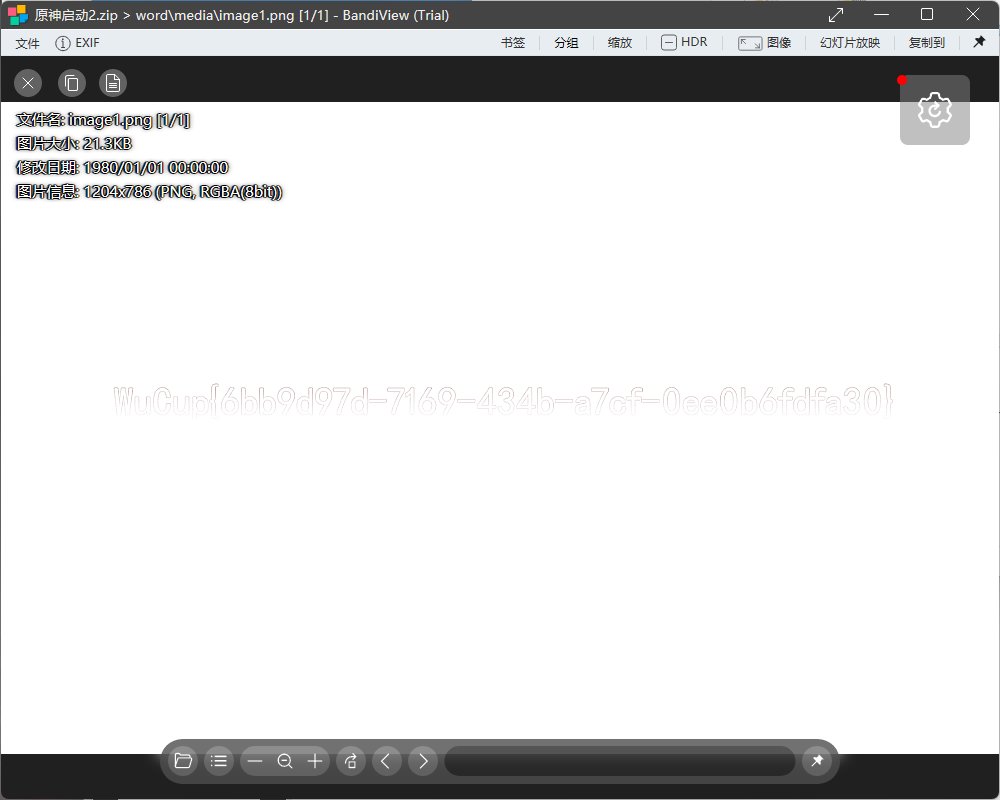 原神启动2.zip > word\media\image1.png [1/1] - BandiView (Trial)
文件 EXIF 书签 分组 缩放 HDR 图像 幻灯片放映 复制到
文件名: image1.png [1/1]
图片大小: 21.3KB
修改日期: 1980/01/01 00:00:00
图片信息: 1204x786 (PNG, RGBA(8bit))
WuCup{6bb9d97d-7169-434b-a7cf-0ee0b6fdfa30}